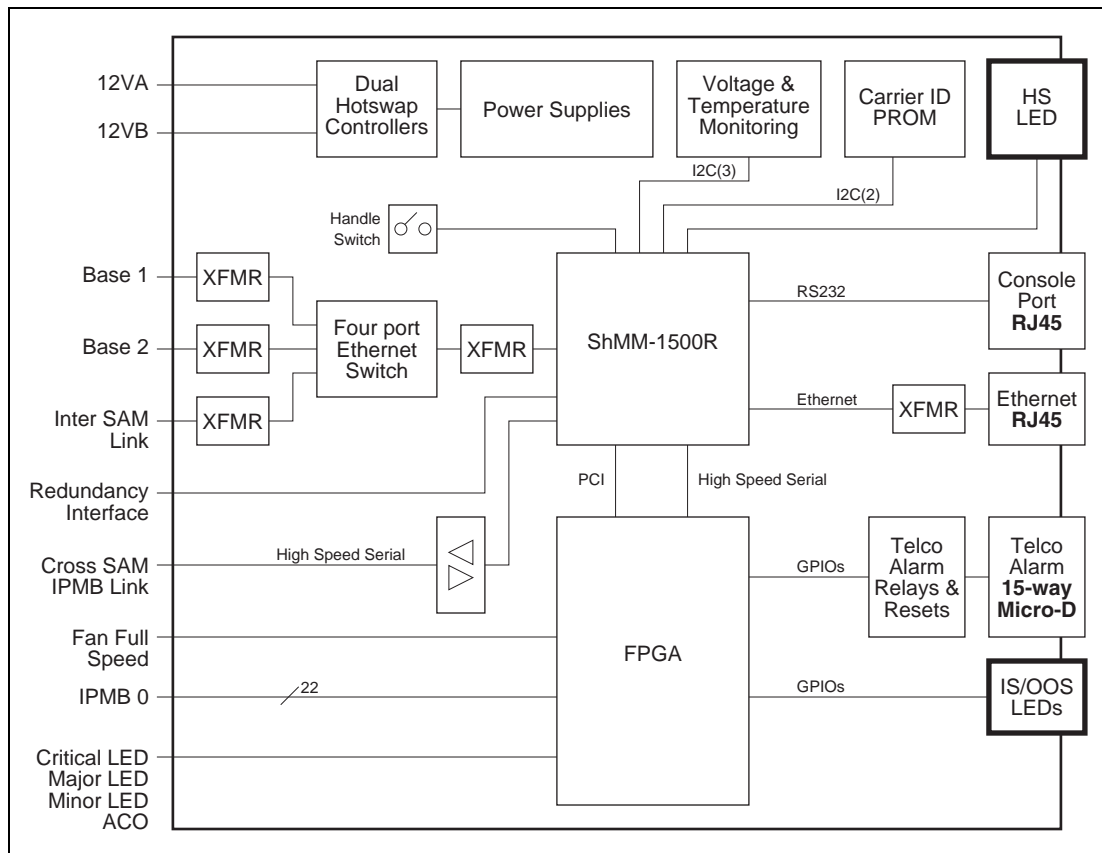 12VA
12VB
Dual
Hotswap
Controllers
Power Supplies
Voltage &
Temperature
Monitoring
Carrier ID
PROM
HS
LED
I2C(3)
I2C(2)
Handle
Switch
Base 1
XFMR
Base 2
XFMR
Inter SAM
Link
XFMR
Four port
Ethernet
Switch
XFMR
ShMM-1500R
RS232
Console
Port
RJ45
Ethernet
XFMR
Ethernet
RJ45
Redundancy
Interface
PCI
High Speed Serial
Cross SAM
IPMB Link
High Speed Serial
Fan Full
Speed
IPMB 0
22
Critical LED
Major LED
Minor LED
ACO
FPGA
GPIOs
Telco
Alarm
Relays &
Resets
Telco
Alarm
15-way
Micro-D
GPIOs
IS/OOS
LEDs